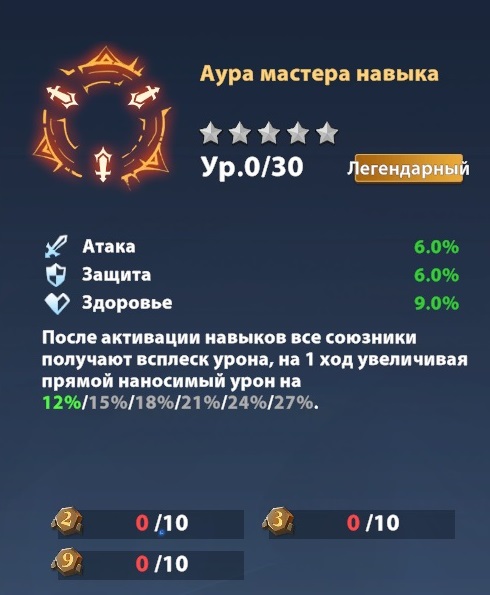 Аура мастера навыка
Ур.0/30
Легендарный
Атака 6.0%
Защита 6.0%
Здоровье 9.0%
После активации навыков все союзники
получают всплеск урона, на 1 ход увеличивая
прямой наносимый урон на
12%/15%/18%/21%/24%/27%.
2 0/10
3 0/10
9 0/10